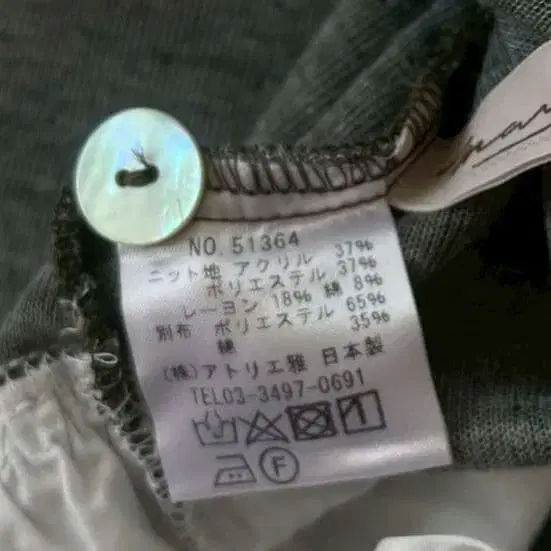 NO. 51364
ニット地 アクリル 37%
ポリエステル 37%
レーヨン 18% 綿 8%
別布 ポリエステル 65%
綿 35%
(株)アトリエ雅 日本製
TEL03-3497-0691
F